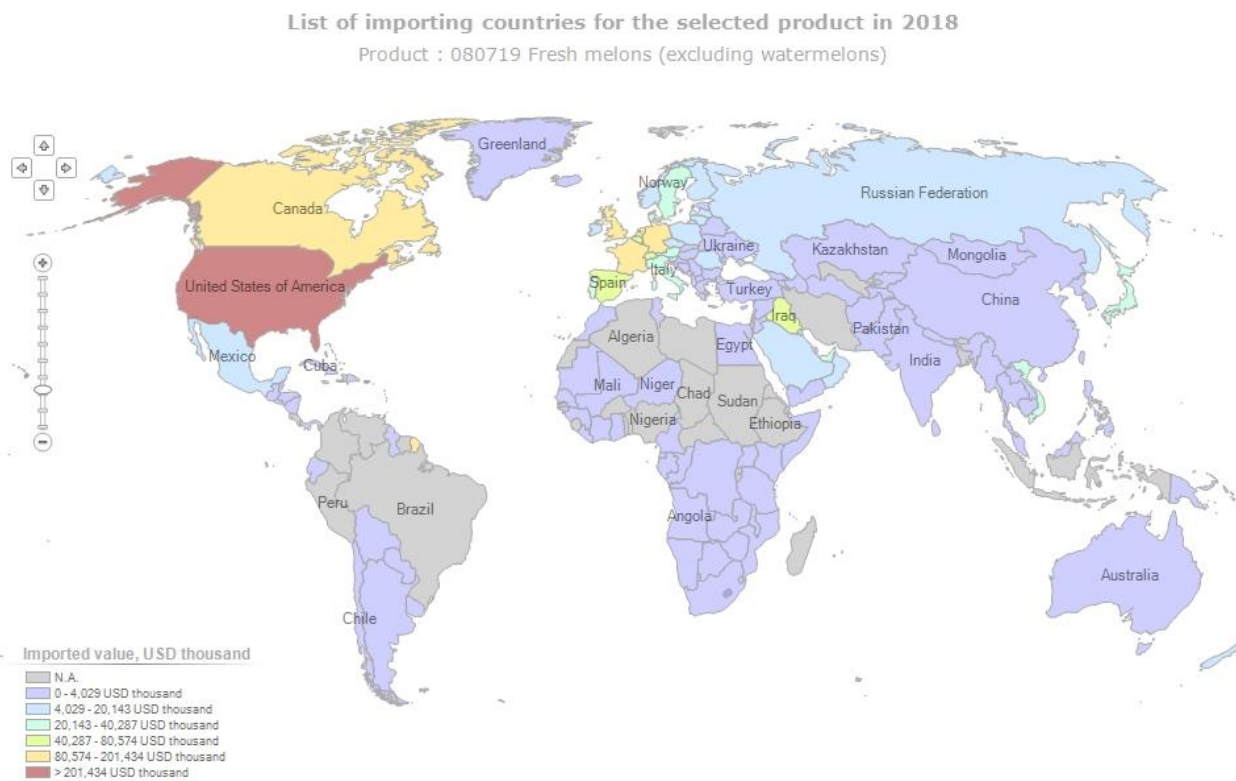 List of importing countries for the selected product in 2018
Product : 080719 Fresh melons (excluding watermelons)
Greenland
Norway
Russian Federation
Canada
Ukraine
Kazakhstan
Mongolia
Italy
Spain
United States of America
Turkey
China
Iraq
Pakistan
Algeria
Egypt
Mexico
Cuba
India
Mali
Niger
Chad
Sudan
Nigeria
Ethiopia
Peru
Brazil
Angola
Australia
Chile
Imported value, USD thousand
N.A.
0 - 4,029 USD thousand
4,029 - 20,143 USD thousand
20,143 - 40,287 USD thousand
40,287 - 80,574 USD thousand
80,574 - 201,434 USD thousand
> 201,434 USD thousand